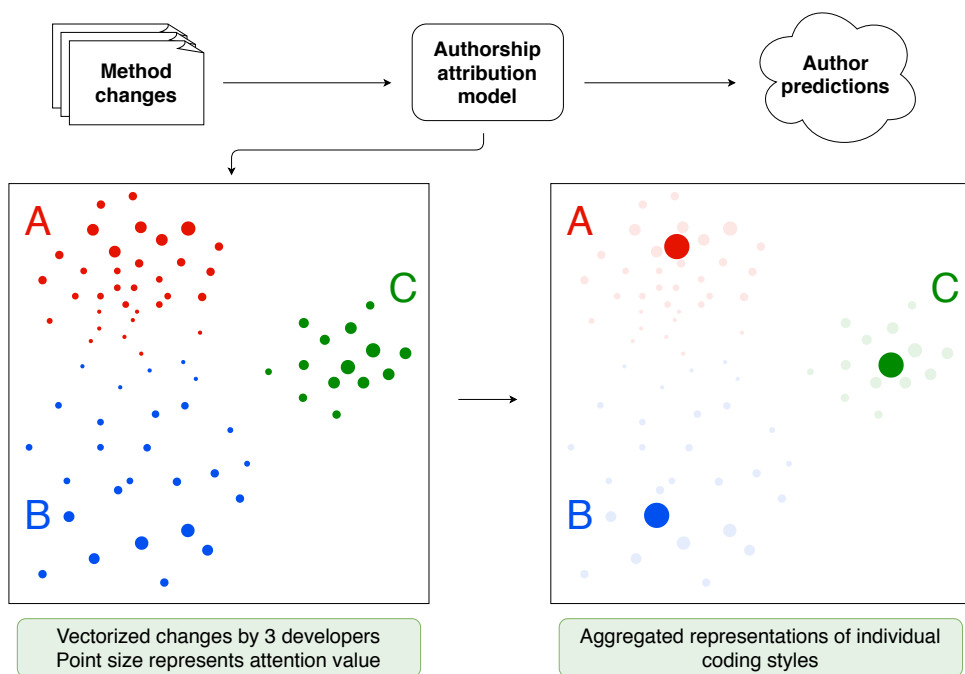 Method
changes
Authorship
attribution
model
Author
predictions
A
C
B
A
C
B
Vectorized changes by 3 developers
Point size represents attention value
Aggregated representations of individual
coding styles